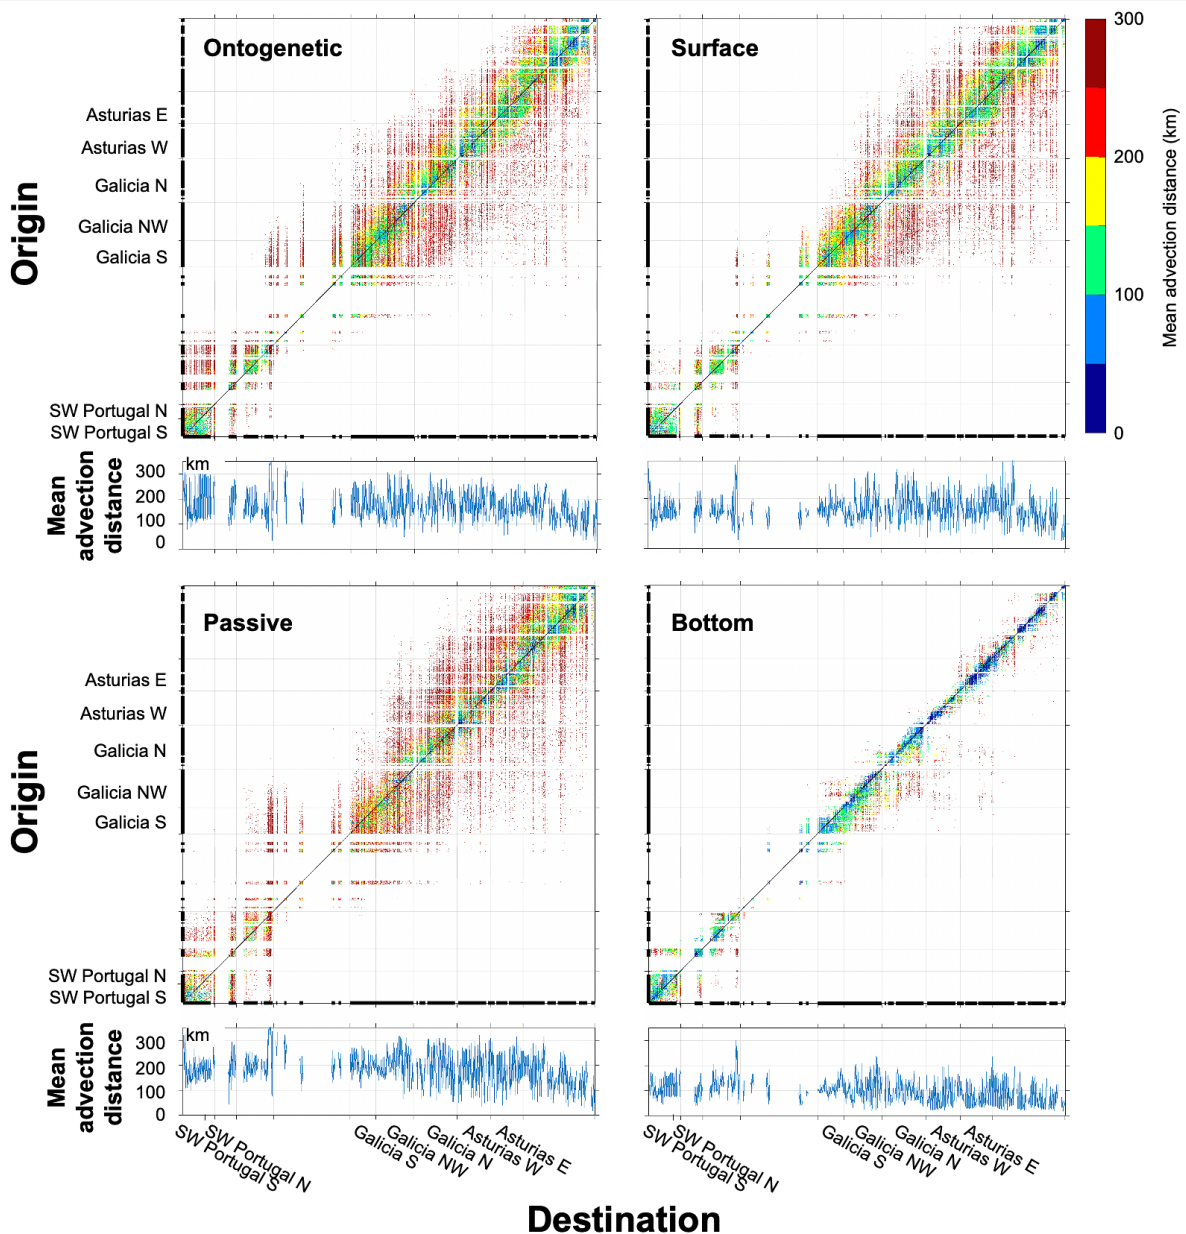 Ontogenetic
Surface
Origin
Asturias E
Asturias W
Galicia N
Galicia NW
Galicia S
SW Portugal N
SW Portugal S
300
200
100
0
Mean advection distance (km)
Mean
advection
distance
km
300
200
100
0
Passive
Bottom
Origin
Asturias E
Asturias W
Galicia N
Galicia NW
Galicia S
SW Portugal N
SW Portugal S
Mean
advection
distance
km
300
200
100
0
SW Portugal S
SW Portugal N
Galicia S
Galicia NW
Galicia N
Asturias W
Asturias E
SW Portugal S
SW Portugal N
Galicia S
Galicia NW
Galicia N
Asturias W
Asturias E
Destination